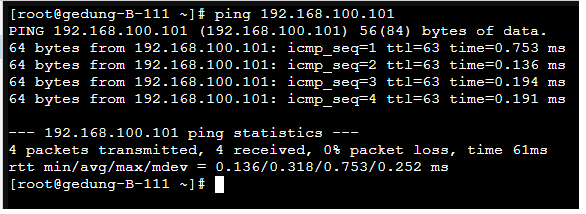 [root@gedung-B-111 ~]# ping 192.168.100.101
PING 192.168.100.101 (192.168.100.101) 56(84) bytes of data.
64 bytes from 192.168.100.101: icmp_seq=1 ttl=63 time=0.753 ms
64 bytes from 192.168.100.101: icmp_seq=2 ttl=63 time=0.136 ms
64 bytes from 192.168.100.101: icmp_seq=3 ttl=63 time=0.194 ms
64 bytes from 192.168.100.101: icmp_seq=4 ttl=63 time=0.191 ms
--- 192.168.100.101 ping statistics ---
4 packets transmitted, 4 received, 0% packet loss, time 61ms
rtt min/avg/max/mdev = 0.136/0.318/0.753/0.252 ms
[root@gedung-B-111 ~]#